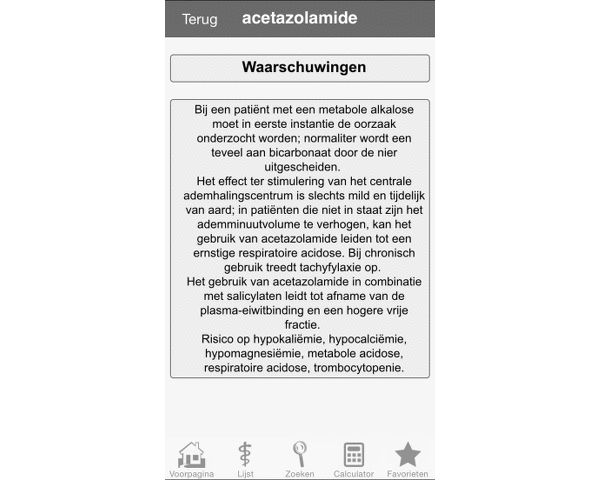 Terug acetazolamide
Waarschuwingen
Bij een patiënt met een metabole alkalose
moet in eerste instantie de oorzaak
onderzocht worden; normaliter wordt een
teveel aan bicarbonaat door de nier
uitgescheiden.
Het effect ter stimulering van het centrale
ademhalingscentrum is slechts mild en tijdelijk
van aard; in patiënten die niet in staat zijn het
ademminuutvolume te verhogen, kan het
gebruik van acetazolamide leiden tot een
ernstige respiratoire acidose. Bij chronisch
gebruik treedt tachyfylaxie op.
Het gebruik van acetazolamide in combinatie
met salicylaten leidt tot afname van de
plasma-eiwitbinding en een hogere vrije
fractie.
Risico op hypokaliëmie, hypocalciëmie,
hypomagnesiëmie, metabole acidose,
respiratoire acidose, trombocytopenie.
Voorpagina Lijst Zoeken Calculator Favorieten